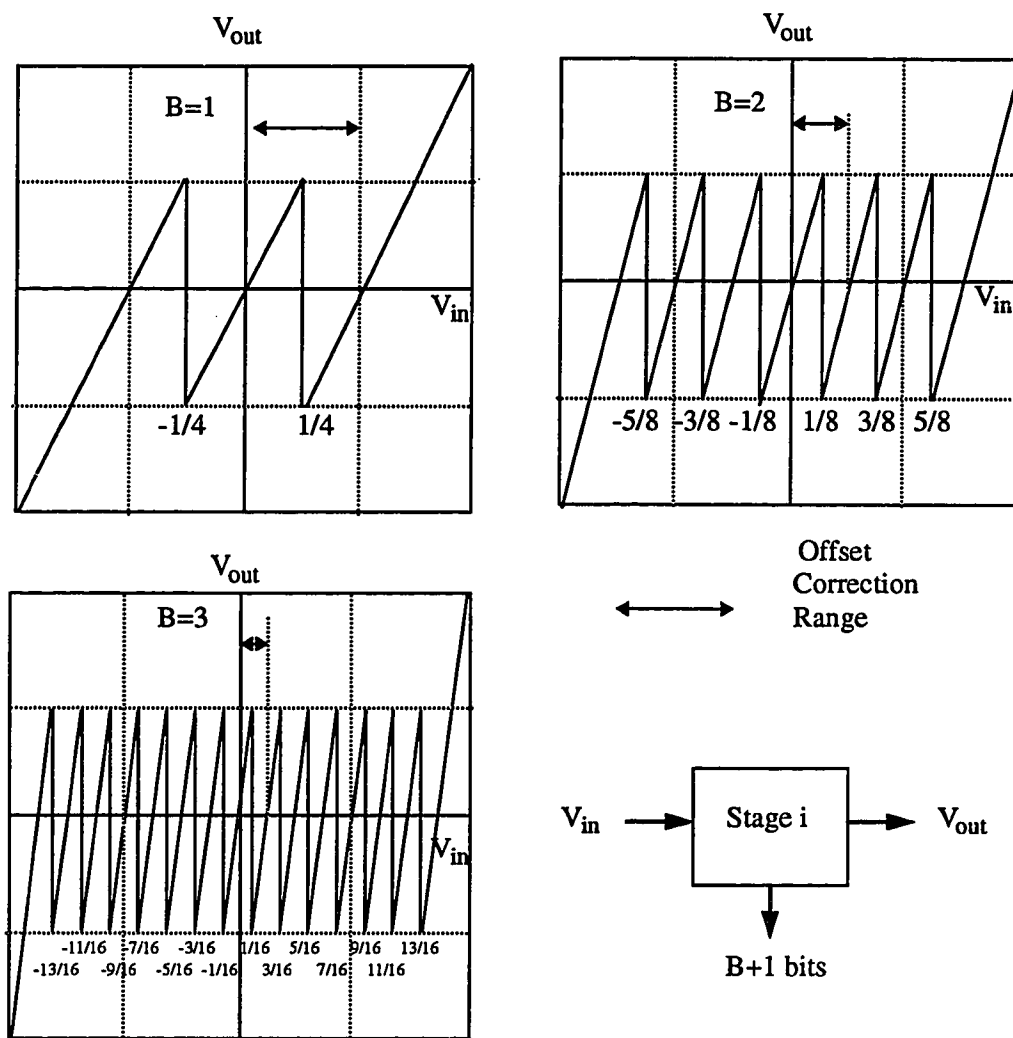 V_out
B=1
V_in
-1/4
1/4
V_out
B=2
V_in
-5/8 -3/8 -1/8 1/8 3/8 5/8
V_out
B=3
V_in
-11/16 -7/16 -3/16 1/16 5/16 9/16 13/16
-13/16 -9/16 -5/16 -1/16 3/16 7/16 11/16
Offset
Correction
Range
V_in
Stage i
V_out
B+1 bits